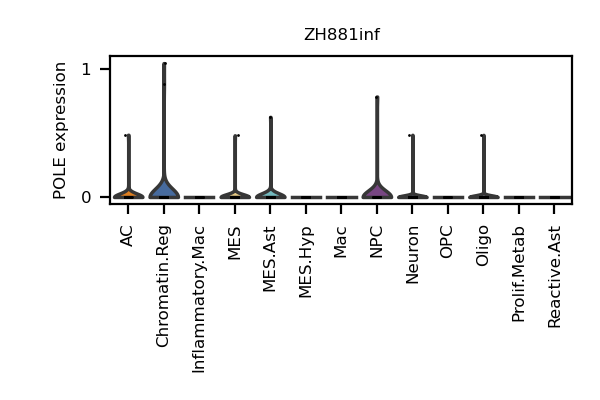 ZH881inf
POLE expression
1
0
AC
Chromatin.Reg
Inflammatory.Mac
MES
MES.Ast
MES.Hyp
Mac
NPC
Neuron
OPC
Oligo
Prolif.Metab
Reactive.Ast